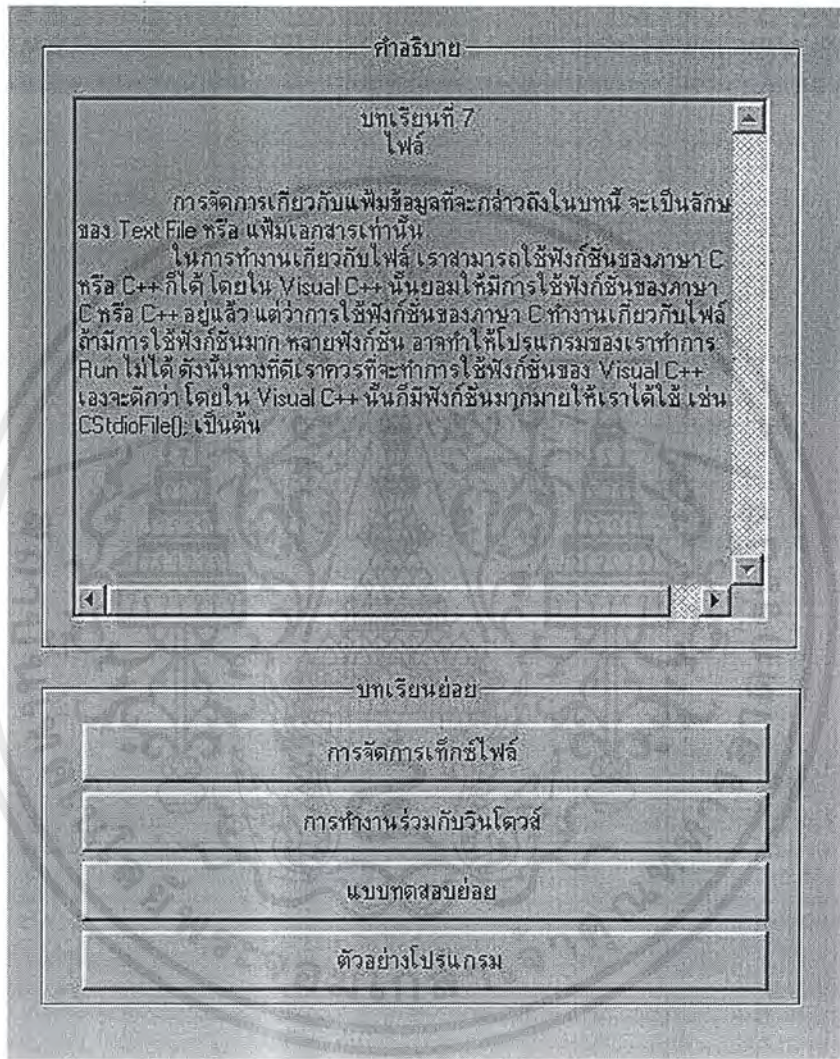 คำอธิบาย
บทเรียนที่ 7
ไฟล์
การจัดการเกี่ยวกับแฟ้มข้อมูลที่จะกล่าวถึงในบทนี้ จะเป็นลักษ
ของ Text File หรือ แฟ้มเอกสารเท่านั้น
ในการทำงานเกี่ยวกับไฟล์ เราสามารถใช้ฟังก์ชันของภาษา C
หรือ C++ ก็ได้ โดยใน Visual C++ นั้นยอมให้มีการใช้ฟังก์ชันของภาษา
C หรือ C++ อยู่แล้ว แต่ว่าการใช้ฟังก์ชันของภาษา C ทำงานเกี่ยวกับไฟล์
ถ้ามีการใช้ฟังก์ชันมาก หลายฟังก์ชัน อาจทำให้โปรแกรมของเราทำการ
Run ไม่ได้ ดังนั้นทางที่ดีเราควรที่จะทำการใช้ฟังก์ชันของ Visual C++
เองจะดีกว่า โดยใน Visual C++ นั้นก็มีฟังก์ชันมากมายให้เราได้ใช้ เช่น
CStdioFile(); เป็นต้น
บทเรียนย่อย
การจัดการเท็กซ์ไฟล์
การทำงานร่วมกับวินโดวส์
แบบทดสอบย่อย
ตัวอย่างโปรแกรม